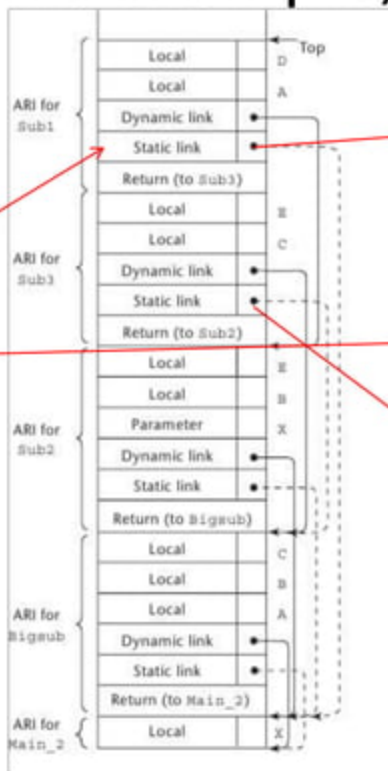 Top
Local D
Local A
ARI for Sub1
Dynamic link
Static link
Return (to Sub3)
Local E
Local C
ARI for Sub3
Dynamic link
Static link
Return (to Sub2)
Local E
Local B
Parameter X
ARI for Sub2
Dynamic link
Static link
Return (to Bigsub)
Local C
Local B
Local A
ARI for Bigsub
Dynamic link
Static link
Return (to Main_2)
ARI for Main_2
Local X